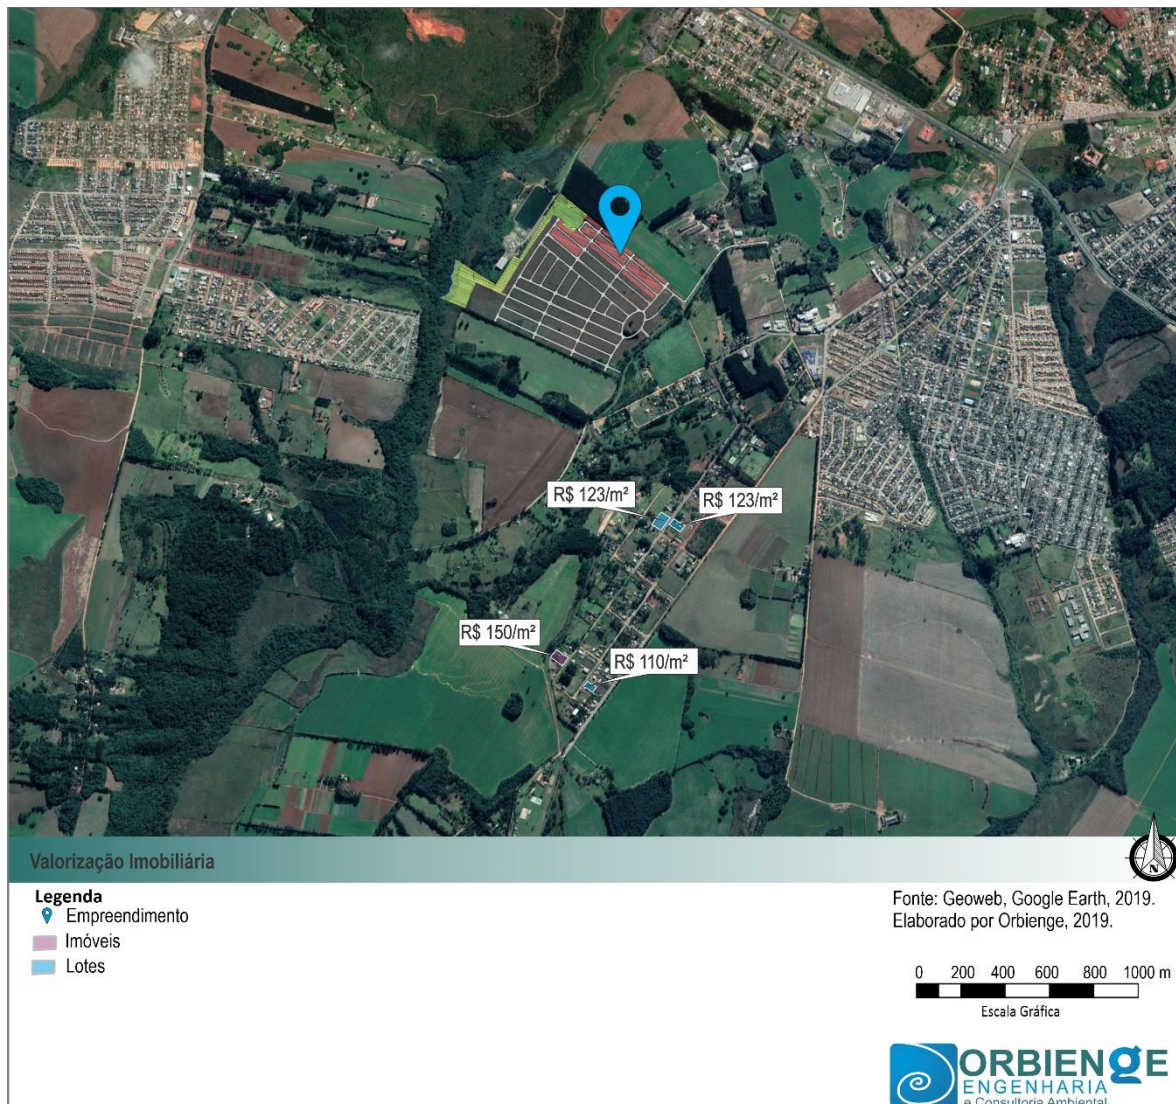 R$ 123/m²
R$ 123/m²
R$ 150/m²
R$ 110/m²
Valorização Imobiliária
N
Legenda
Empreendimento
Imóveis
Lotes
Fonte: Geoweb, Google Earth, 2019.
Elaborado por Orbienge, 2019.
0 200 400 600 800 1000 m
Escala Gráfica
ORBIENGE
ENGENHARIA
e Consultoria Ambiental